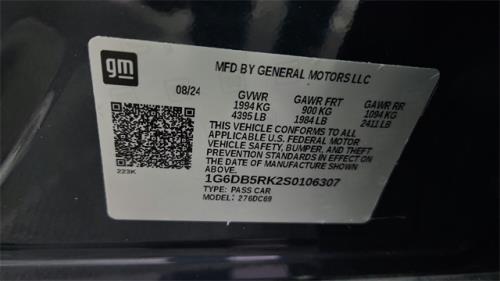 gm
MFD BY GENERAL MOTORS LLC
08/24 GVWR GAWR FRT GAWR RR
1994 KG 900 KG 1094 KG
4395 LB 1984 LB 2411 LB
THIS VEHICLE CONFORMS TO ALL
APPLICABLE U.S. FEDERAL MOTOR
VEHICLE SAFETY, BUMPER, AND THEFT
PREVENTION STANDARDS IN EFFECT ON
THE DATE OF MANUFACTURE SHOWN
ABOVE.
223K
1G6DB5RK2S0106307
TYPE: PASS CAR
MODEL: 276DC69